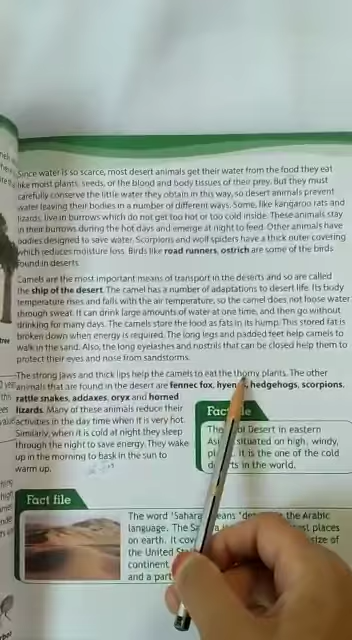 Since water is so scarce, most desert animals get their water from the food they eat
like most plants, seeds, or the blood and body tissues of their prey. But they must
carefully conserve the little water they obtain in this way, so desert animals prevent
water leaving their bodies in a number of different ways. Some, like kangaroo rats and
lizards, live in burrows which do not get too hot or too cold inside. These animals stay
in their burrows during the hot days and emerge at night to feed. Other animals have
bodies designed to save water. Scorpions and wolf spiders have a thick outer covering
which reduces moisture loss. Birds like road runners, ostrich are some of the birds
found in deserts.
Camels are the most important means of transport in the deserts and so are called
the ship of the desert. The camel has a number of adaptations to desert life. Its body
temperature rises and falls with the air temperature, so the camel does not loose water
through sweat. It can drink large amounts of water at one time, and then go without
drinking for many days. The camels store the food as fats in its hump. This stored fat is
broken down when energy is required. The long legs and padded feet help camels to
walk in the sand. Also, the long eyelashes and nostrils that can be closed help them to
protect their eyes and nose from sandstorms.
The strong jaws and thick lips help the camels to eat the thorny plants. The other
animals that are found in the desert are fennec fox, hyen hedgehogs, scorpions,
rattle snakes, addaxes, oryx and horned
lizards. Many of these animals reduce their
activities in the day time when it is very hot.
Similarly, when it is cold at night they sleep
through the night to save energy. They wake
up in the morning to bask in the sun to
warm up.
Fact file
The Desert in eastern
situated on high, windy,
It is the one of the cold
in the world.
Fact file
The word 'Sahara' means the Arabic
language. The places
on earth. It size of
the United
continent
and a part